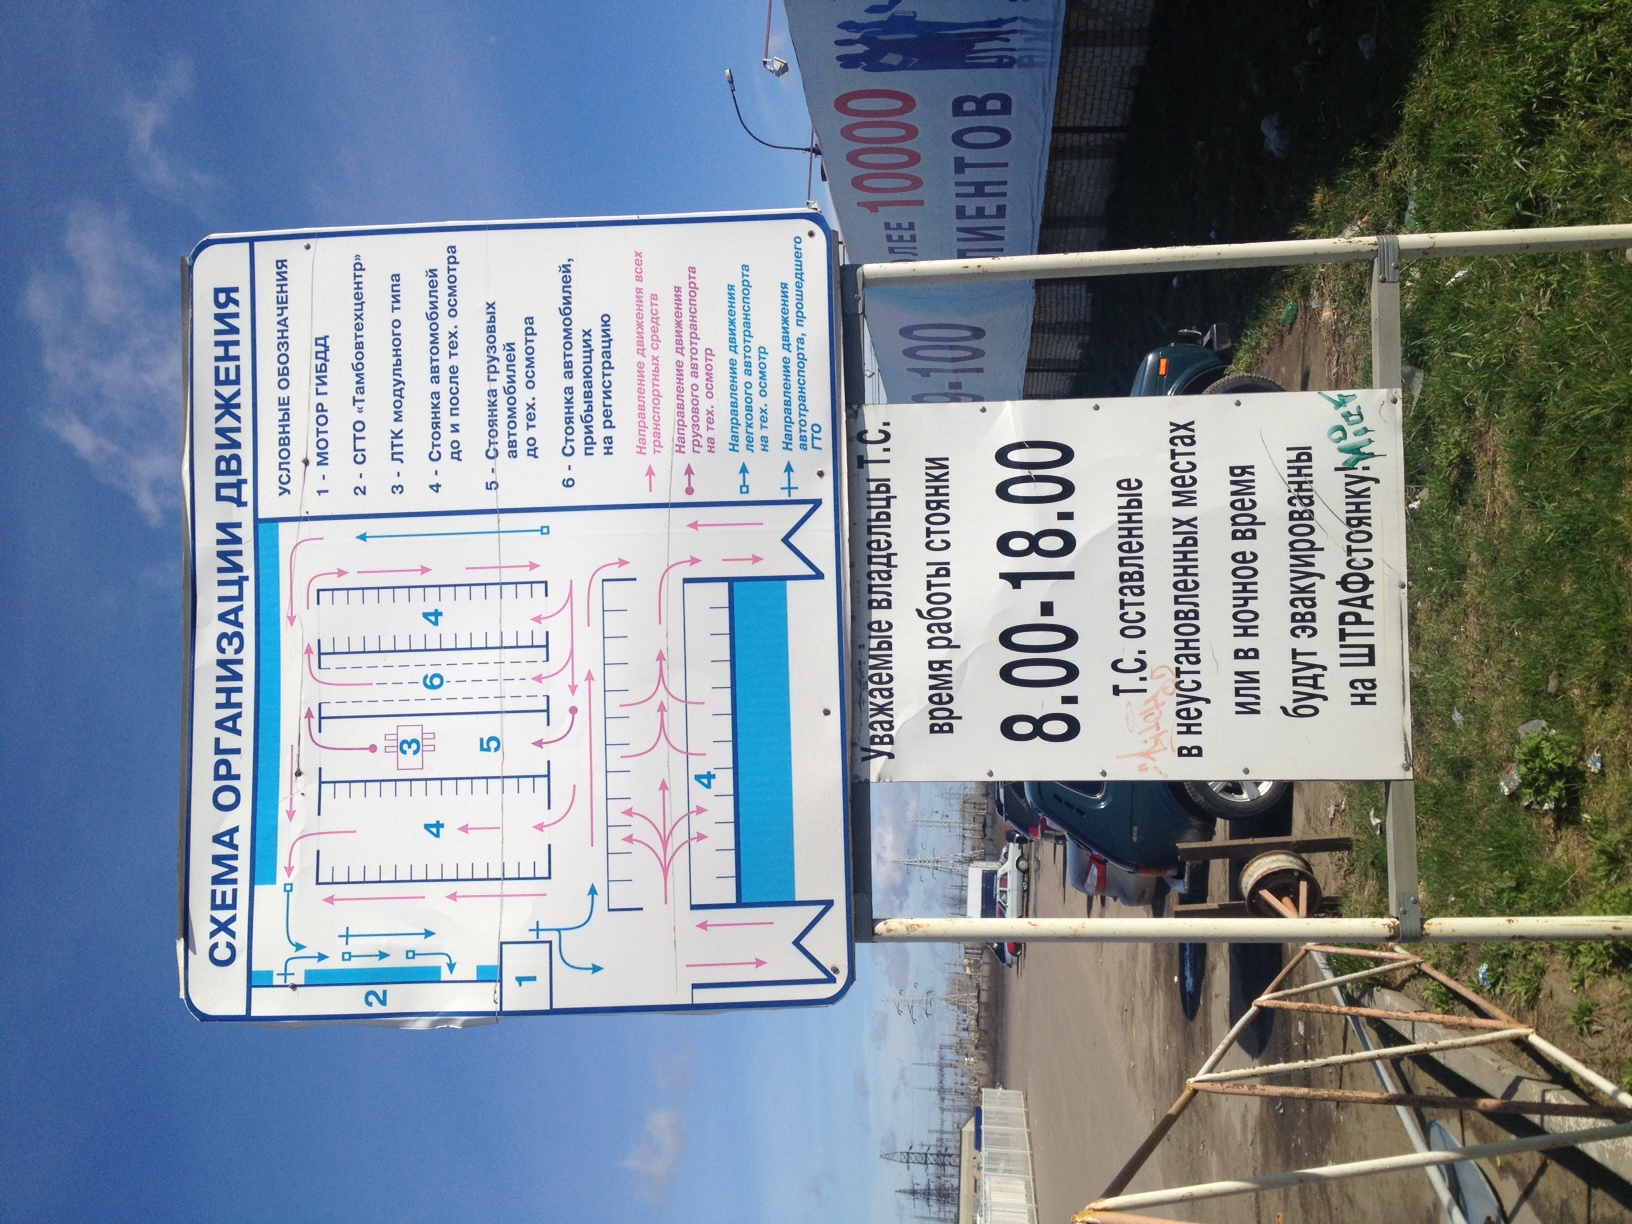 СХЕМА ОРГАНИЗАЦИИ ДВИЖЕНИЯ
УСЛОВНЫЕ ОБОЗНАЧЕНИЯ
1 - МОТОР ГИБДД
2 - СГТО «Тамбовтехцентр»
3 - ЛТК модульного типа
4 - Стоянка автомобилей
до и после тех. осмотра
5 - Стоянка грузовых
автомобилей
до тех. осмотра
6 - Стоянка автомобилей,
прибывающих
на регистрацию
Направление движения всех
транспортных средств
Направление движения
грузового автотранспорта
на тех. осмотр
Направление движения
легкового автотранспорта
на тех. осмотр
Направление движения
автотранспорта, прошедшего
ГТО
2
1
4
3
5
6
4
4
Уважаемые владельцы Т.С.
время работы стоянки
8.00-18.00
Т.С. оставленные
в неустановленных местах
или в ночное время
будут эвакуированы
на ШТРАФстоянку!
ЛЕЕ 10000
ЛИЕНТОВ
9-100